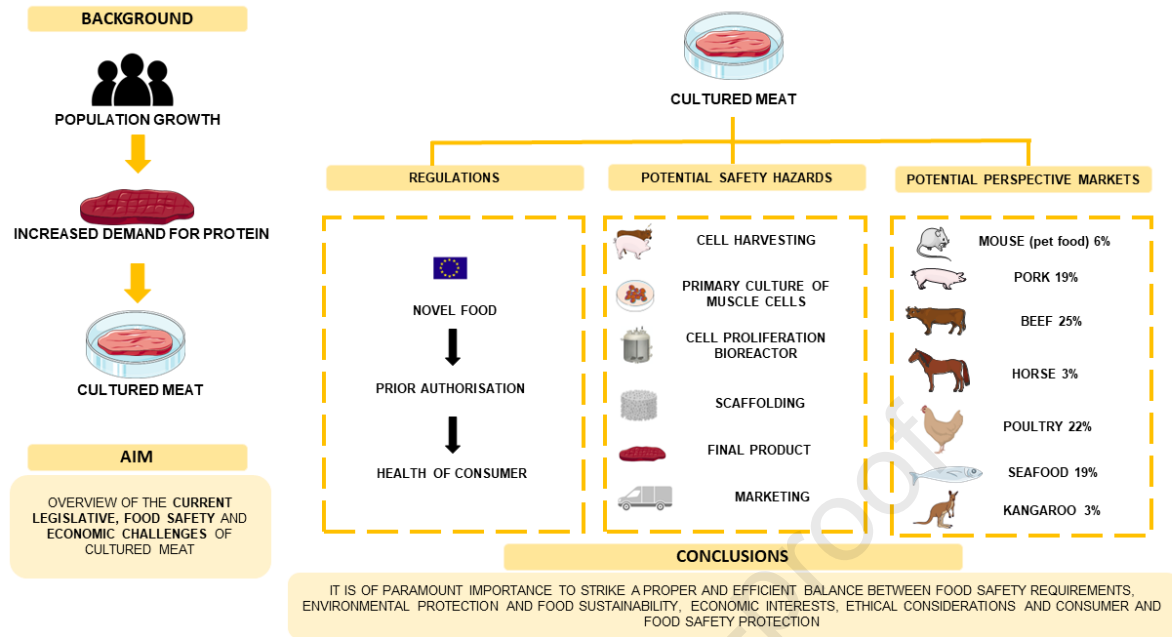 BACKGROUND
POPULATION GROWTH
INCREASED DEMAND FOR PROTEIN
CULTURED MEAT
AIM
OVERVIEW OF THE CURRENT
LEGISLATIVE, FOOD SAFETY AND
ECONOMIC CHALLENGES OF
CULTURED MEAT
CULTURED MEAT
REGULATIONS
NOVEL FOOD
PRIOR AUTHORISATION
HEALTH OF CONSUMER
POTENTIAL SAFETY HAZARDS
CELL HARVESTING
PRIMARY CULTURE OF
MUSCLE CELLS
CELL PROLIFERATION
BIOREACTOR
SCAFFOLDING
FINAL PRODUCT
MARKETING
POTENTIAL PERSPECTIVE MARKETS
MOUSE (pet food) 6%
PORK 19%
BEEF 25%
HORSE 3%
POULTRY 22%
SEAFOOD 19%
KANGAROO 3%
CONCLUSIONS
IT IS OF PARAMOUNT IMPORTANCE TO STRIKE A PROPER AND EFFICIENT BALANCE BETWEEN FOOD SAFETY REQUIREMENTS,
ENVIRONMENTAL PROTECTION AND FOOD SUSTAINABILITY, ECONOMIC INTERESTS, ETHICAL CONSIDERATIONS AND CONSUMER AND
FOOD SAFETY PROTECTION